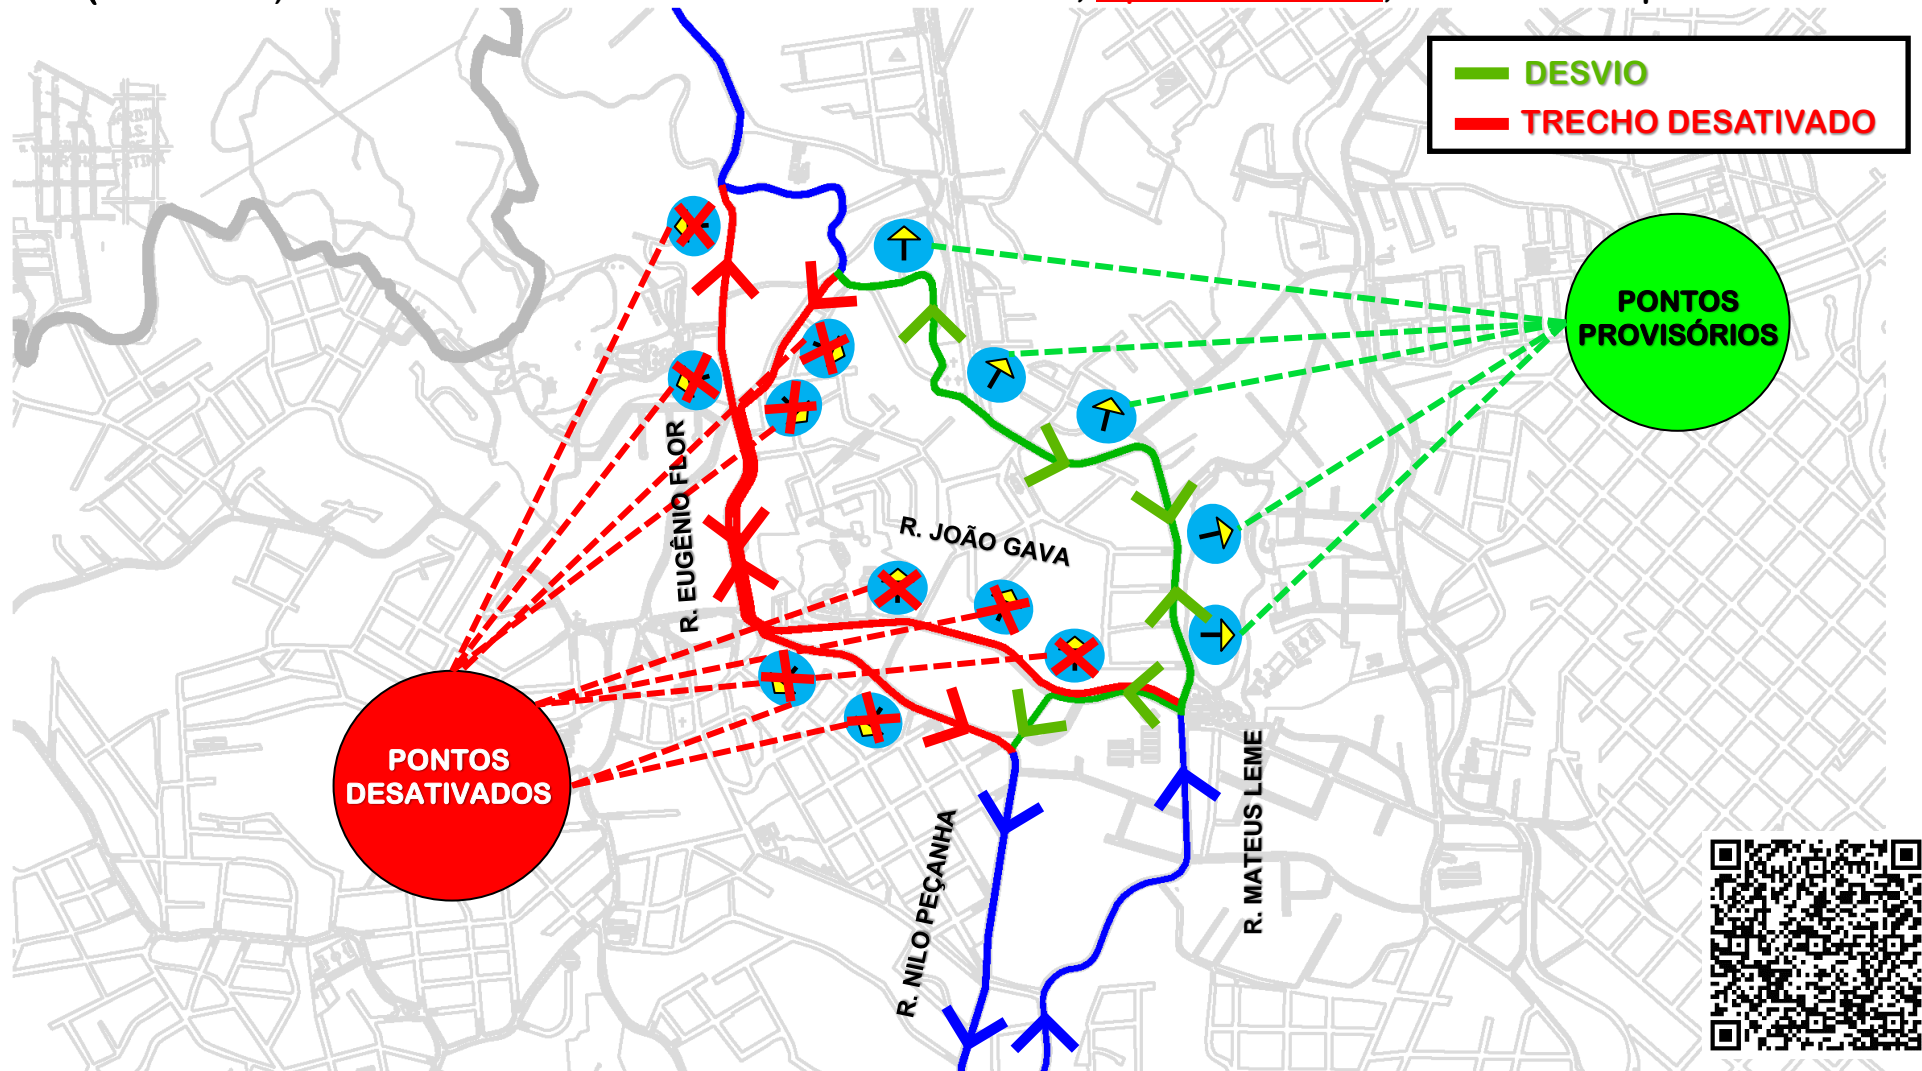 DESVIO
TRECHO DESATIVADO
PONTOS
PROVISÓRIOS
R. EUGÊNIO FLOR
R. JOÃO GAVA
PONTOS
DESATIVADOS
R. NILO PEÇANHA
R. MATEUS LEME